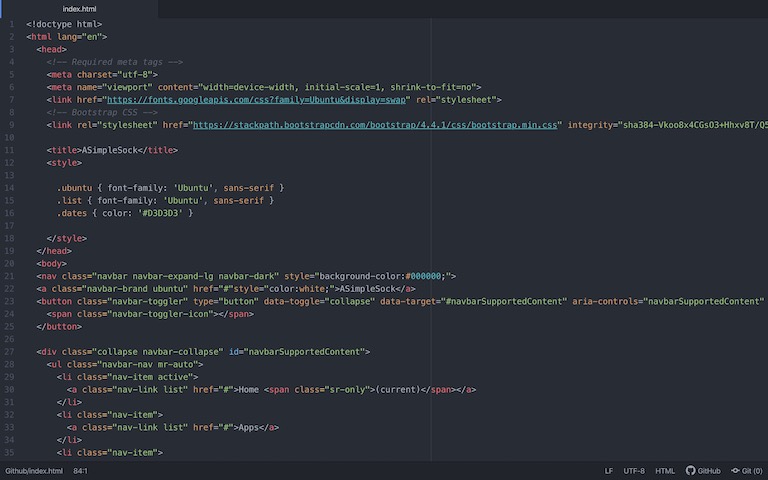 index.html
1 <!doctype html>
2 <html lang="en">
3 <head>
4 <!-- Required meta tags -->
5 <meta charset="utf-8">
6 <meta name="viewport" content="width=device-width, initial-scale=1, shrink-to-fit=no">
7 <link href="https://fonts.googleapis.com/css?family=Ubuntu&display=swap" rel="stylesheet">
8 <!-- Bootstrap CSS -->
9 <link rel="stylesheet" href="https://stackpath.bootstrapcdn.com/bootstrap/4.4.1/css/bootstrap.min.css" integrity="sha384-Vkoo8x4CGsO3+Hhxv8T/Q5
10
11 <title>ASimpleSock</title>
12 <style>
13
14 .ubuntu { font-family: 'Ubuntu', sans-serif }
15 .list { font-family: 'Ubuntu', sans-serif }
16 .dates { color: '#D3D3D3' }
17
18 </style>
19 </head>
20 <body>
21 <nav class="navbar navbar-expand-lg navbar-dark" style="background-color:#000000;">
22 <a class="navbar-brand ubuntu" href="#"style="color:white;">ASimpleSock</a>
23 <button class="navbar-toggler" type="button" data-toggle="collapse" data-target="#navbarSupportedContent" aria-controls="navbarSupportedContent"
24 <span class="navbar-toggler-icon"></span>
25 </button>
26
27 <div class="collapse navbar-collapse" id="navbarSupportedContent">
28 <ul class="navbar-nav mr-auto">
29 <li class="nav-item active">
30 <a class="nav-link list" href="#">Home <span class="sr-only">(current)</span></a>
31 </li>
32 <li class="nav-item">
33 <a class="nav-link list" href="#">Apps</a>
34 </li>
35 <li class="nav-item">
Github/index.html 84:1 LF UTF-8 HTML GitHub Git (0)